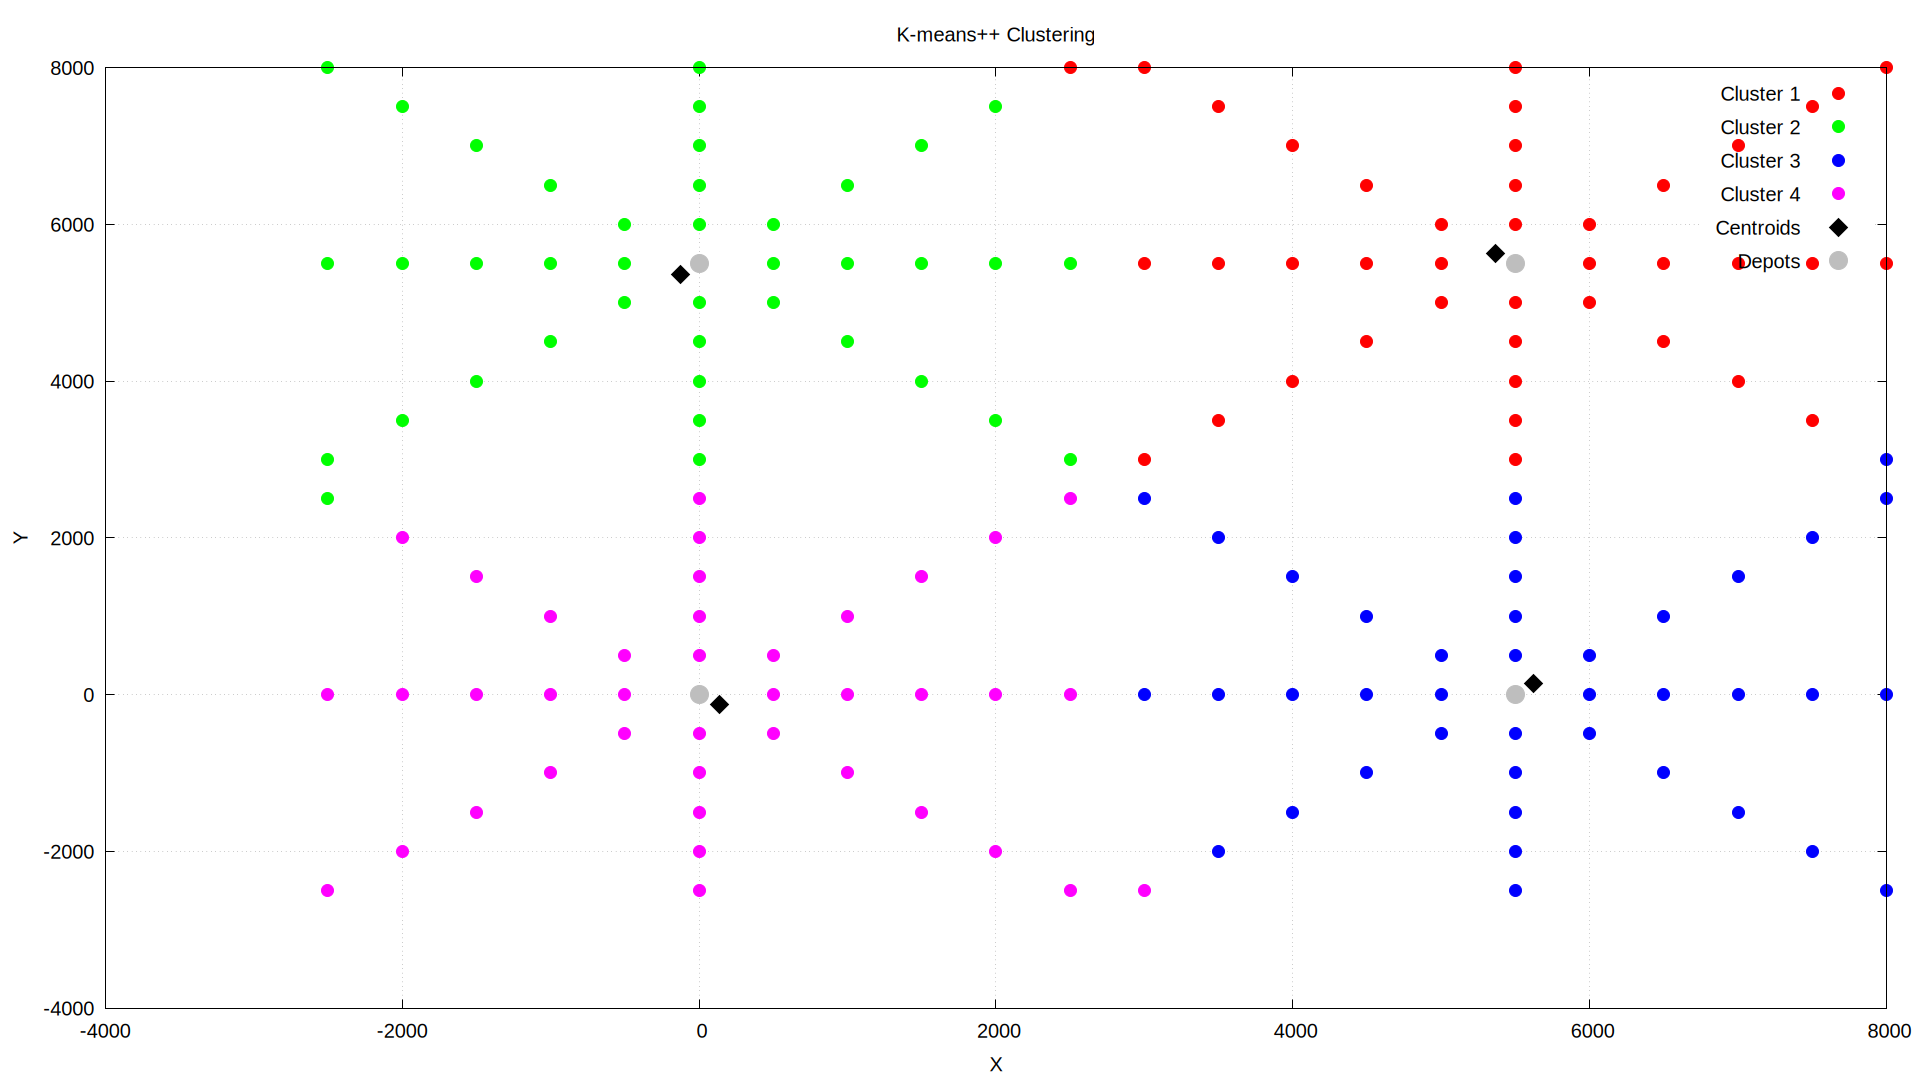 K-means++ Clustering
8000
6000
4000
2000
0
-2000
-4000
Y
Cluster 1
Cluster 2
Cluster 3
Cluster 4
Centroids
Depots
-4000 -2000 0 2000 4000 6000 8000
X